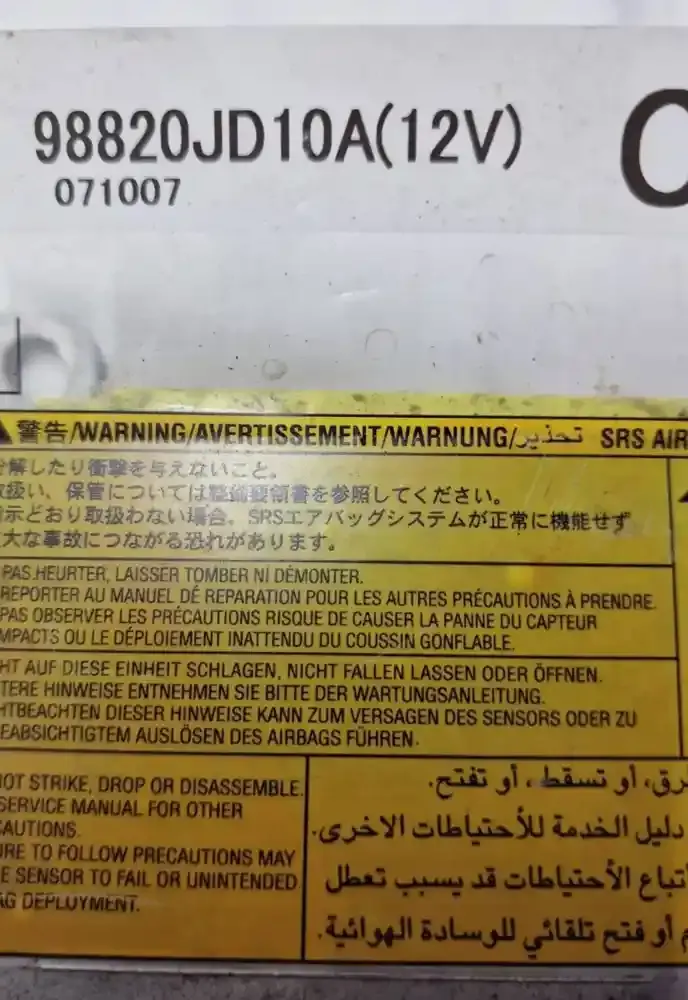 98820JD10A(12V)
C
071007
警告/WARNING/AVERTISSEMENT/WARNUNG/تحذير SRS AIR
解したり衝撃を与えないこと。
取扱い、保管については整備要領書を参照してください。
示どおり取扱わない場合、SRSエアバッグシステムが正常に機能せず
大な事故につながる恐れがあります。
PAS.HEURTER, LAISSER TOMBER NI DÉMONTER.
REPORTER AU MANUEL DE REPARATION POUR LES AUTRES PRÉCAUTIONS À PRENDRE.
PAS OBSERVER LES PRÉCAUTIONS RISQUE DE CAUSER LA PANNE DU CAPTEUR
MPACTS OU LE DÉPLOIEMENT INATTENDU DU COUSSIN GONFLABLE.
HT AUF DIESE EINHEIT SCHLAGEN, NICHT FALLEN LASSEN ODER ÖFFNEN.
TERE HINWEISE ENTNEHMEN SIE BITTE DER WARTUNGSANLEITUNG.
HTBEACHTEN DIESER HINWEISE KANN ZUM VERSAGEN DES SENSORS ODER ZU
EABSICHTIGTEM AUSLÖSEN DES AIRBAGS FÜHREN.
NOT STRIKE, DROP OR DISASSEMBLE.
SERVICE MANUAL FOR OTHER
CAUTIONS.
URE TO FOLLOW PRECAUTIONS MAY
E SENSOR TO FAIL OR UNINTENDED
AG DEPLOYMENT.
رق، أو تسقط، أو تفتح.
دليل الخدمة للأحتياطات الاخرى.
تباع الأحتياطات قد يسبب تعطل
م أو فتح تلقائي للوسادة الهوائية.